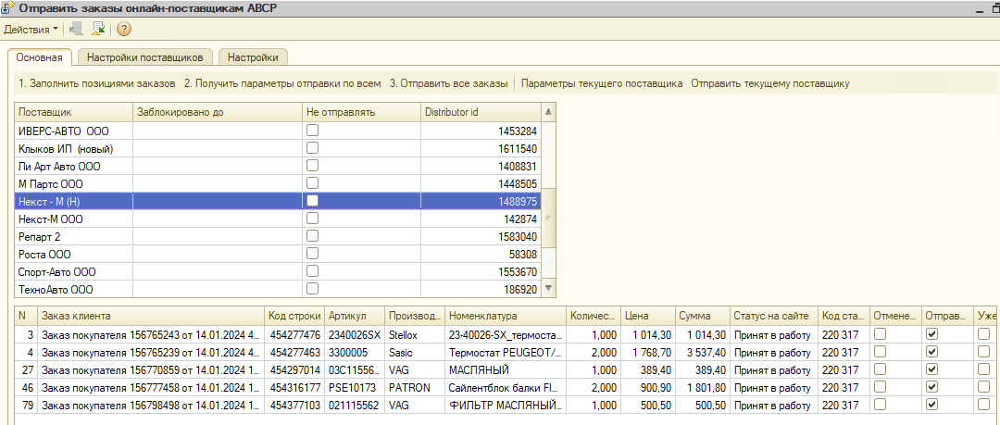 Отправить заказы онлайн-поставщикам ABCP
Действия
Основная Настройки поставщиков Настройки
1. Заполнить позициями заказов 2. Получить параметры отправки по всем 3. Отправить все заказы Параметры текущего поставщика Отправить текущему поставщику
Поставщик Заблокировано до Не отправлять Distributor id
ИВЕРС-АВТО ООО 1453284
Клыков ИП (новый) 1611540
Ли Арт Авто ООО 1408831
М Партс ООО 1448505
Некст - М (Н) 1488975
Некст-М ООО 142874
Репарт 2 1583040
Роста ООО 58308
Спорт-Авто ООО 1553670
ТехноАвто ООО 186920
N Заказ клиента Код строки Артикул Производ... Номенклатура Количес... Цена Сумма Статус на сайте Код ста... Отмене... Отправ... Уже
3 Заказ покупателя 156765243 от 14.01.2024 4... 454277476 2340026SX Stellox 23-40026-SX_термоста... 1,000 1 014,30 1 014,30 Принят в работу 220 317
4 Заказ покупателя 156765239 от 14.01.2024 4... 454277463 3300005 Sasic Термостат PEUGEOT/... 2,000 1 768,70 3 537,40 Принят в работу 220 317
27 Заказ покупателя 156770859 от 14.01.2024 1... 454297014 03C11556... VAG МАСЛЯНЫЙ 1,000 389,40 389,40 Принят в работу 220 317
46 Заказ покупателя 156777458 от 14.01.2024 1... 454316177 PSE10173 PATRON Сайлентблок балки FI... 2,000 900,90 1 801,80 Принят в работу 220 317
79 Заказ покупателя 156798498 от 14.01.2024 1... 454377103 021115562 VAG ФИЛЬТР МАСЛЯНЫЙ... 1,000 500,50 500,50 Принят в работу 220 317